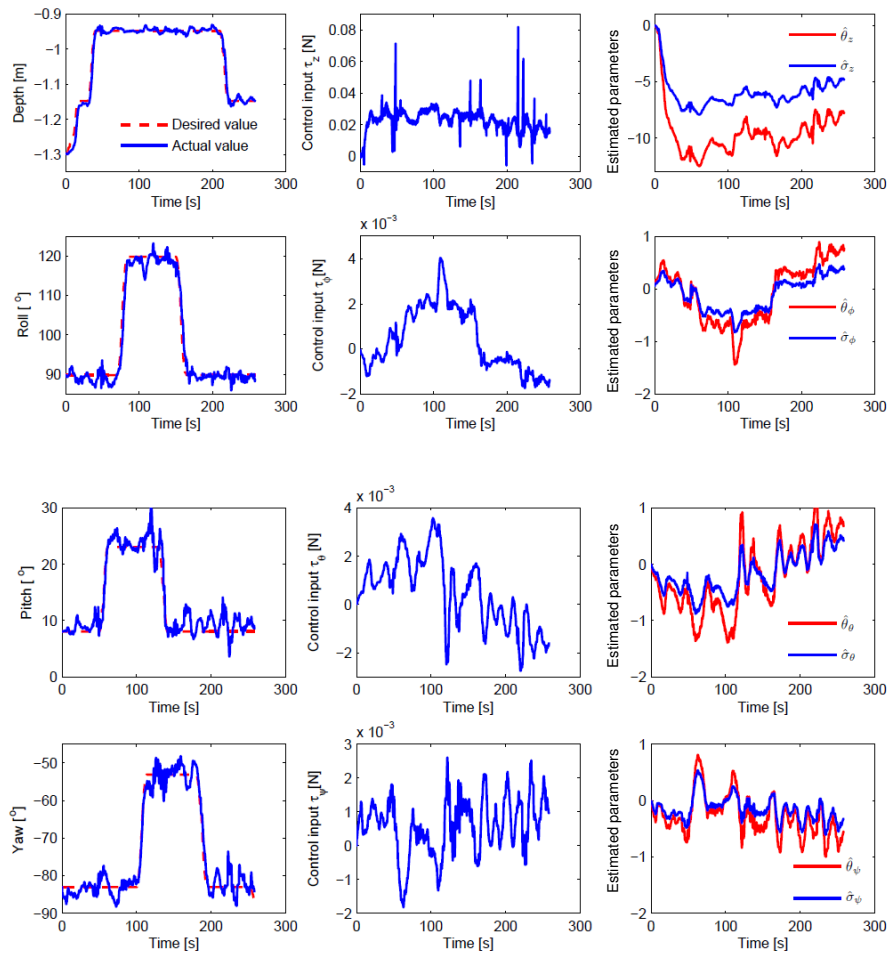 Depth [m]
−0.9
−1
−1.1
−1.2
−1.3
0 100 200 300
Time [s]
Desired value
Actual value
Control input τz [N]
0.08
0.06
0.04
0.02
0
0 100 200 300
Time [s]
Estimated parameters
0
−5
−10
0 100 200 300
Time [s]
θ̂z
σ̂z
Roll [ °]
120
110
100
90
0 100 200 300
Time [s]
x 10−3
Control input τϕ[N]
4
2
0
−2
0 100 200 300
Time [s]
Estimated parameters
1
0
−1
−2
0 100 200 300
Time [s]
θ̂ϕ
σ̂ϕ
Pitch [ °]
30
20
10
0
0 100 200 300
Time [s]
x 10−3
Control input τθ [N]
4
2
0
−2
0 100 200 300
Time [s]
Estimated parameters
1
0
−1
−2
0 100 200 300
Time [s]
θ̂θ
σ̂θ
Yaw [°]
−50
−60
−70
−80
−90
0 100 200 300
Time [s]
x 10−3
Control input τψ[N]
3
2
1
0
−1
−2
0 100 200 300
Time [s]
Estimated parameters
1
0
−1
−2
0 100 200 300
Time [s]
θ̂ψ
σ̂ψ